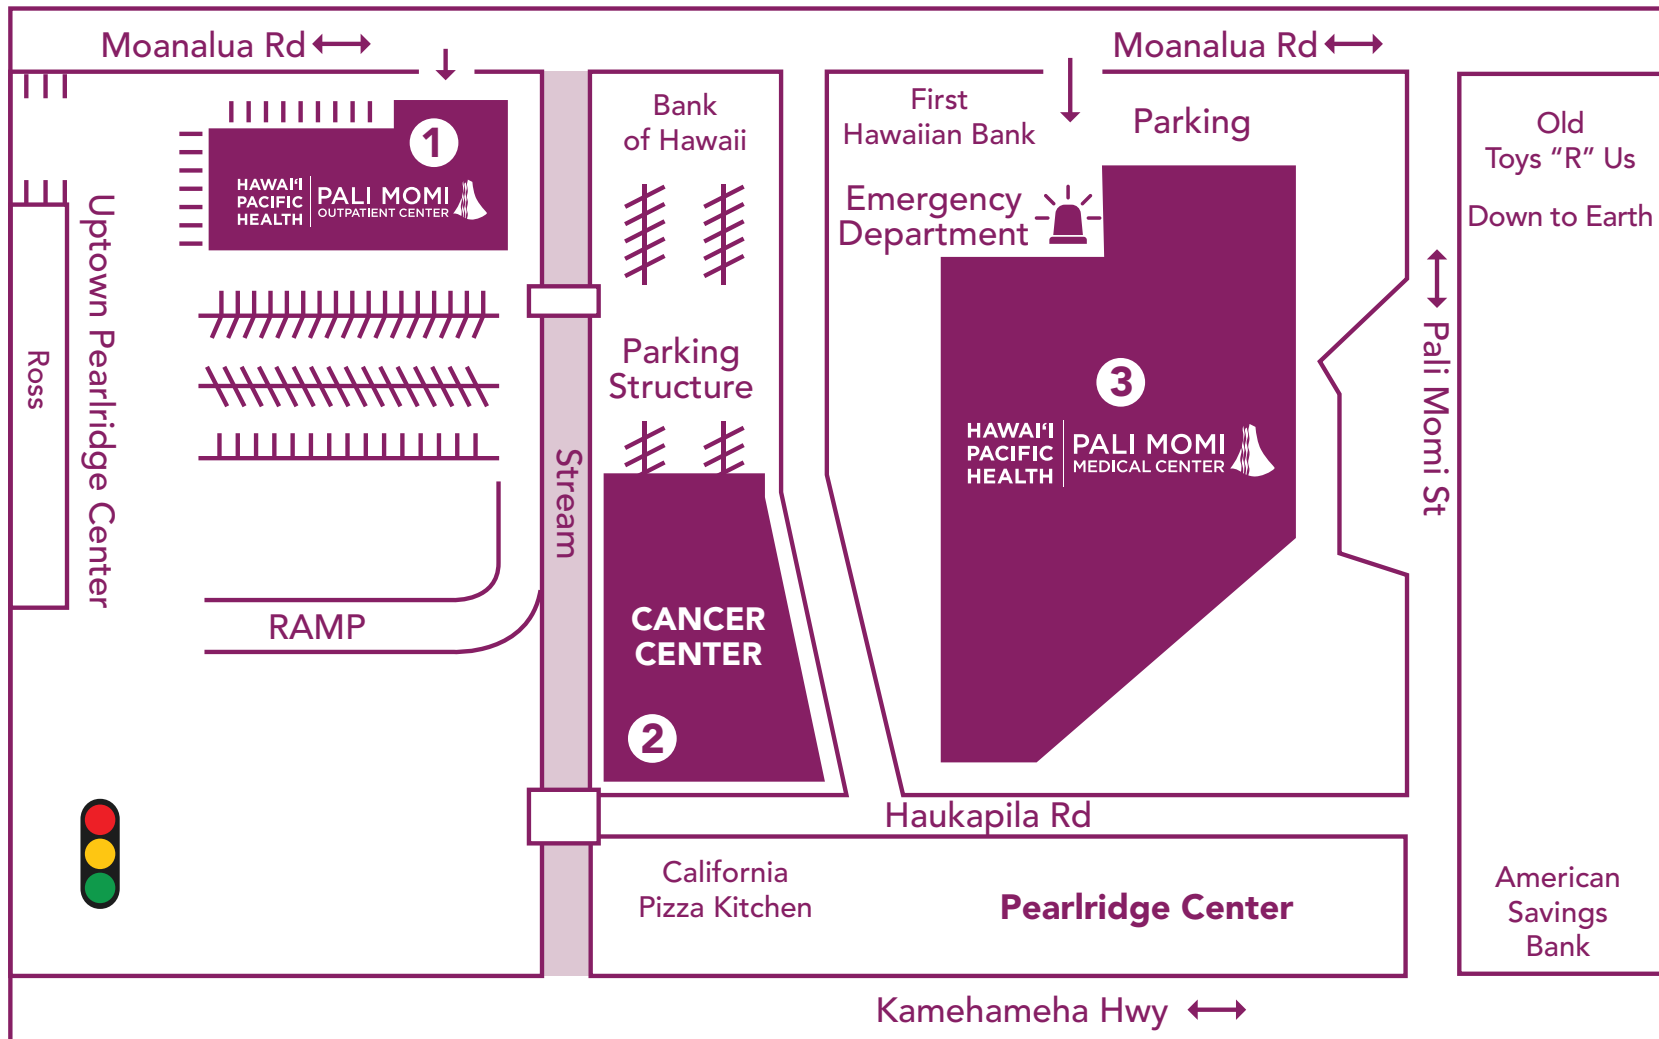 Moanalua Rd
Moanalua Rd
1
HAWAIʻI
PACIFIC
HEALTH
PALI MOMI
OUTPATIENT CENTER
Bank
of Hawaii
First
Hawaiian Bank
Parking
Emergency
Department
Old
Toys “R” Us
Down to Earth
Uptown Pearlridge Center
Ross
Parking
Structure
Stream
3
HAWAIʻI
PACIFIC
HEALTH
PALI MOMI
MEDICAL CENTER
Pali Momi St
RAMP
CANCER
CENTER
2
Haukapila Rd
California
Pizza Kitchen
Pearlridge Center
American
Savings
Bank
Kamehameha Hwy